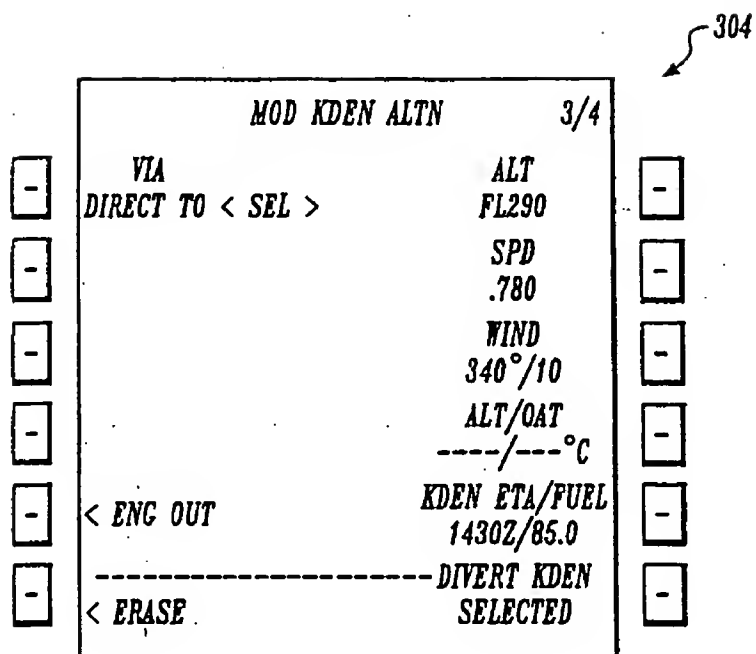 304
MOD KDEN ALTN 3/4
VIA ALT
DIRECT TO < SEL > FL290
SPD
.780
WIND
340°/10
ALT/OAT
----/---°C
KDEN ETA/FUEL
< ENG OUT 1430Z/85.0
------------------------ DIVERT KDEN
< ERASE SELECTED